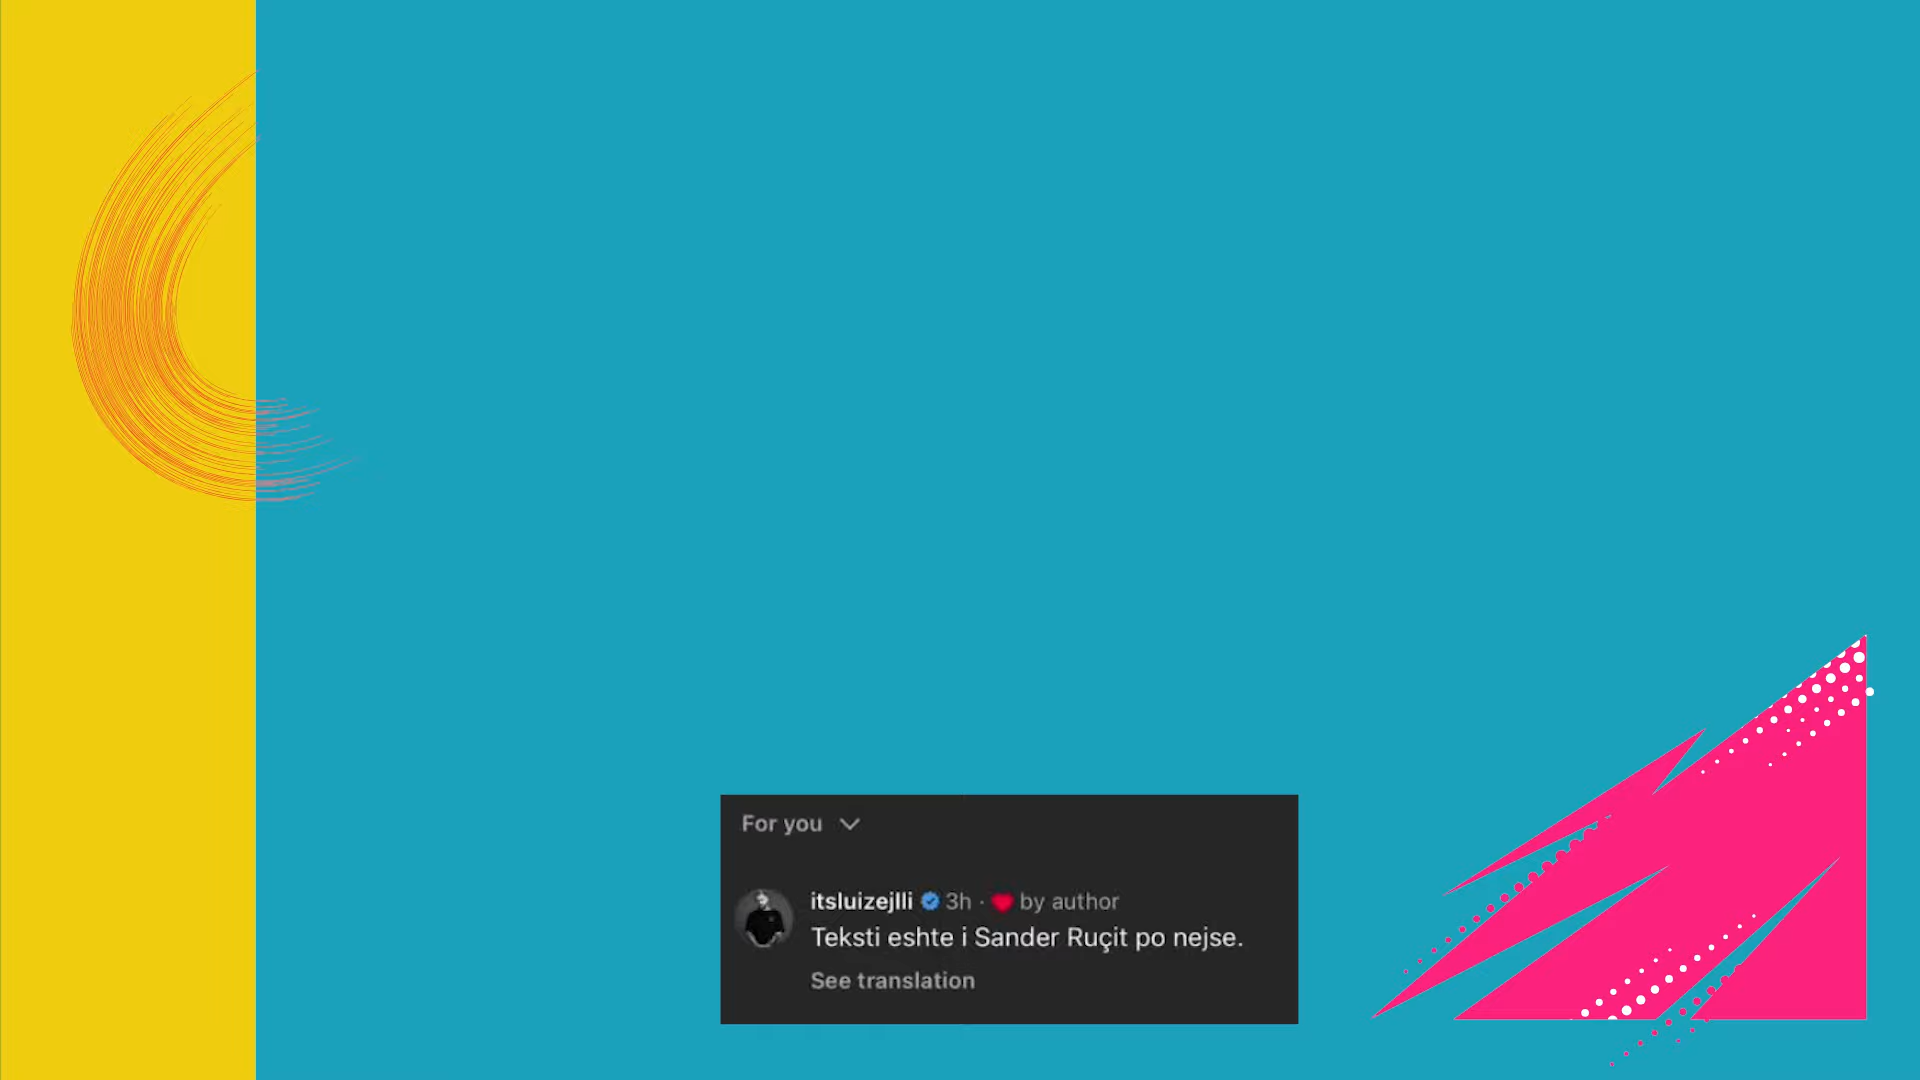 For you
itsluizejlli 3h · by author
Teksti eshte i Sander Ruçit po nejse.
See translation